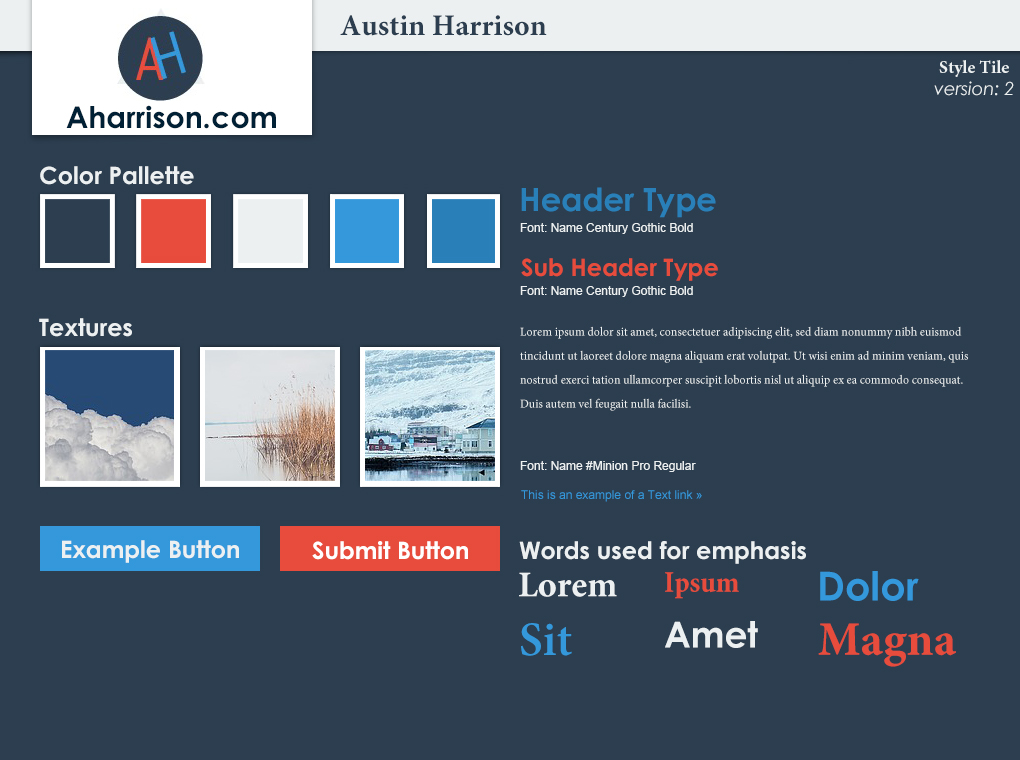 Austin Harrison
AH
Aharrison.com
Style Tile
version: 2
Color Pallette
Textures
Example Button
Submit Button
Header Type
Font: Name Century Gothic Bold
Sub Header Type
Font: Name Century Gothic Bold
Lorem ipsum dolor sit amet, consectetuer adipiscing elit, sed diam nonummy nibh euismod
tincidunt ut laoreet dolore magna aliquam erat volutpat. Ut wisi enim ad minim veniam, quis
nostrud exerci tation ullamcorper suscipit lobortis nisl ut aliquip ex ea commodo consequat.
Duis autem vel feugait nulla facilisi.
Font: Name #Minion Pro Regular
This is an example of a Text link »
Words used for emphasis
Lorem Ipsum Dolor
Sit Amet Magna